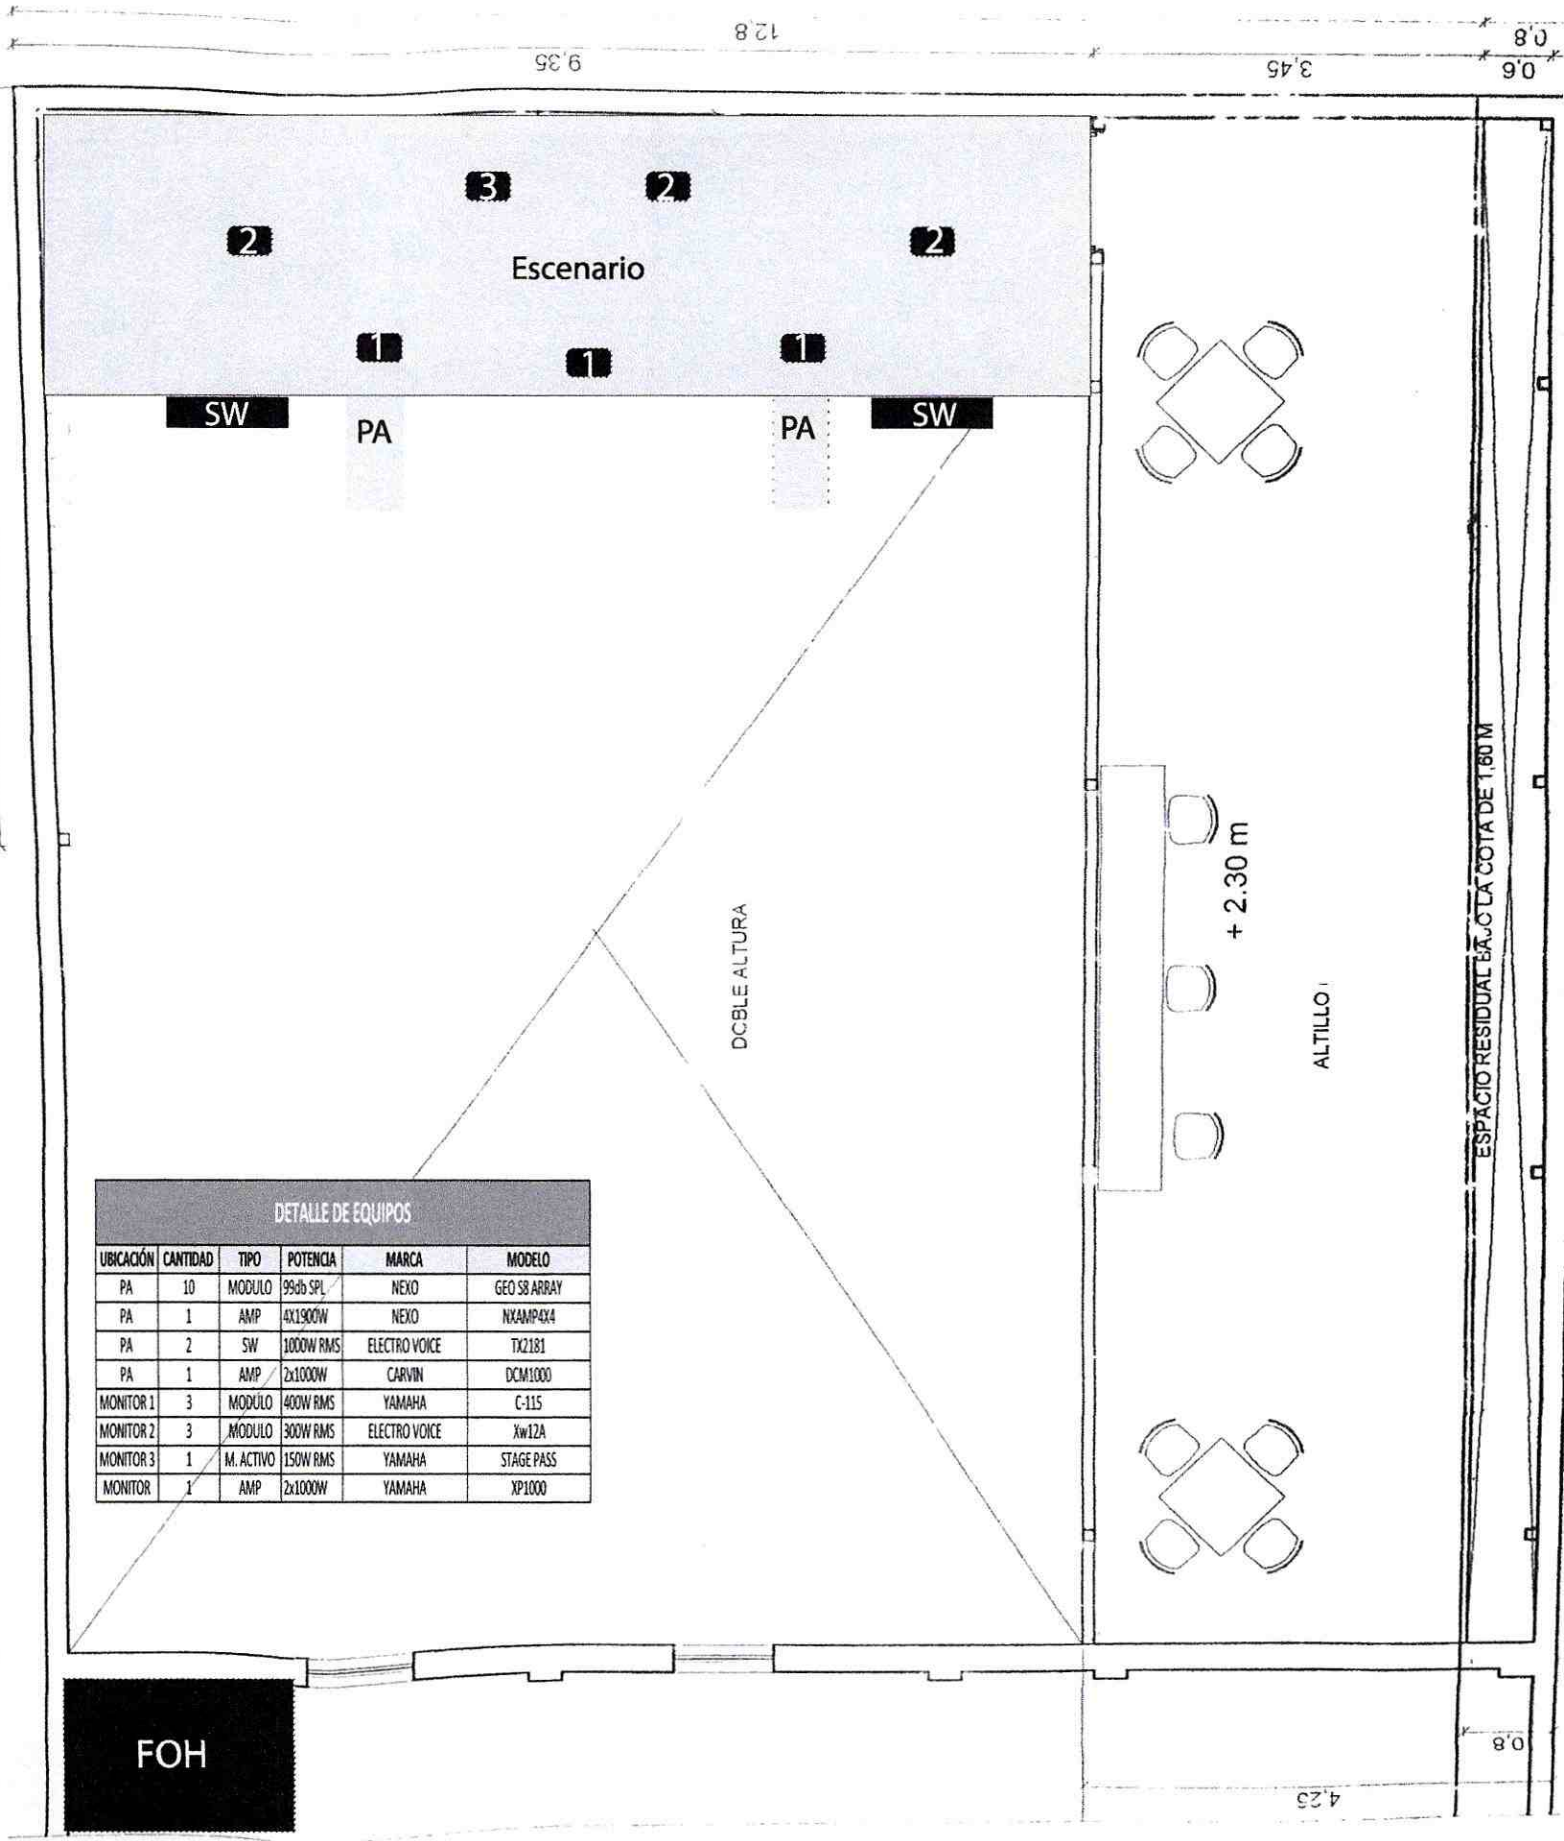 12,8
0,8
9,35
3,45
0,6
3
2
2
2
Escenario
1
1
1
SW
PA
PA
SW
DCBLE ALTURA
+ 2.30 m
ALTILLO
ESPACIO RESIDUAL BAJO LA COTA DE 1,60 M
DETALLE DE EQUIPOS
UBICACIÓN CANTIDAD TIPO POTENCIA MARCA MODELO
PA 10 MODULO 99db SPL NEXO GEO S8 ARRAY
PA 1 AMP 4X1900W NEXO NXAMP4X4
PA 2 SW 1000W RMS ELECTRO VOICE TX2181
PA 1 AMP 2x1000W CARVIN DCM1000
MONITOR 1 3 MODULO 400W RMS YAMAHA C-115
MONITOR 2 3 MODULO 300W RMS ELECTRO VOICE Xw12A
MONITOR 3 1 M. ACTIVO 150W RMS YAMAHA STAGE PASS
MONITOR 1 AMP 2x1000W YAMAHA XP1000
FOH
0,8
4,25